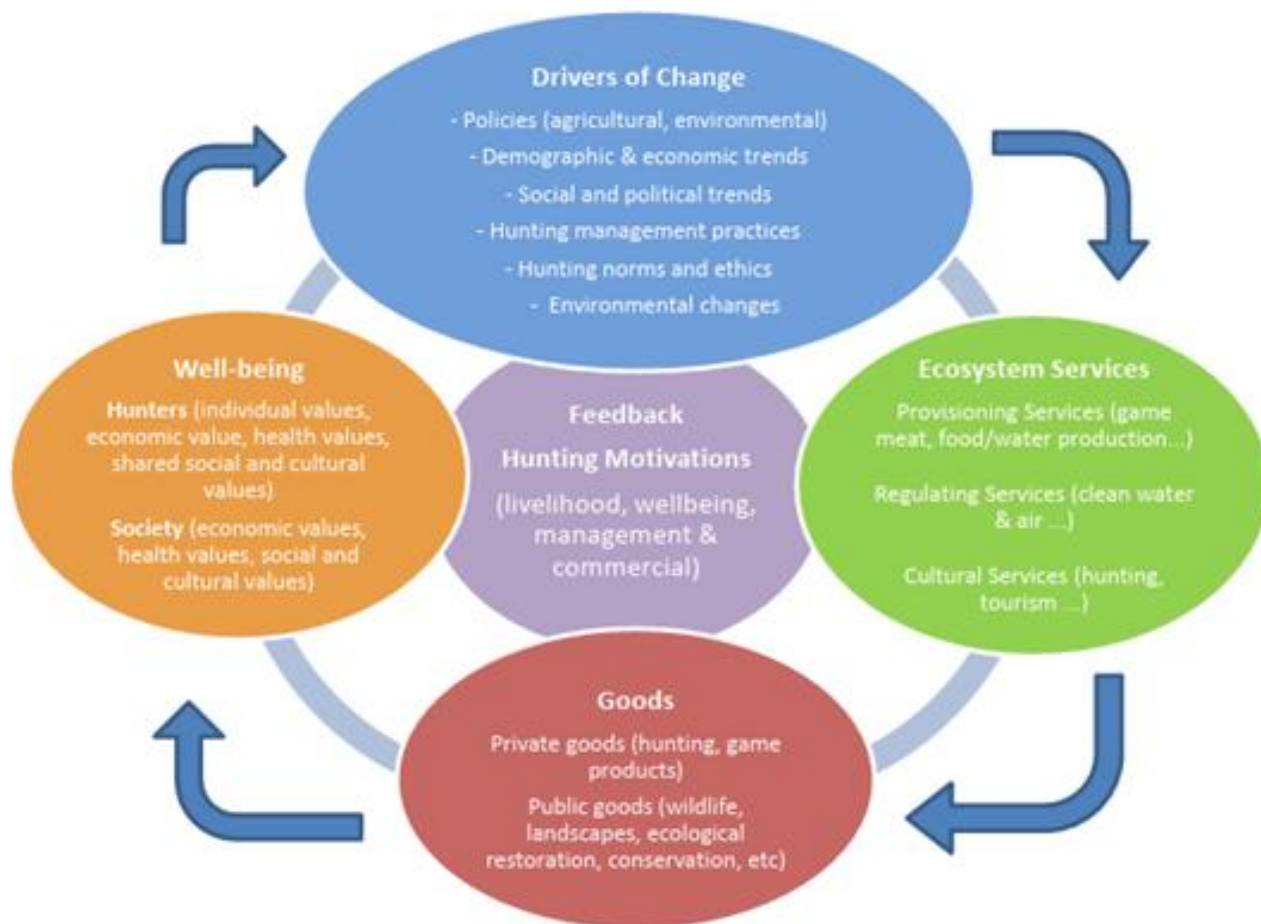 Drivers of Change
- Policies (agricultural, environmental)
- Demographic & economic trends
- Social and political trends
- Hunting management practices
- Hunting norms and ethics
- Environmental changes
Well-being
Hunters (individual values,
economic value, health values,
shared social and cultural
values)
Society (economic values,
health values, social and
cultural values)
Feedback
Hunting Motivations
(livelihood, wellbeing,
management &
commercial)
Ecosystem Services
Provisioning Services (game
meat, food/water production...)
Regulating Services (clean water
& air ...)
Cultural Services (hunting,
tourism ...)
Goods
Private goods (hunting, game
products)
Public goods (wildlife,
landscapes, ecological
restoration, conservation, etc)